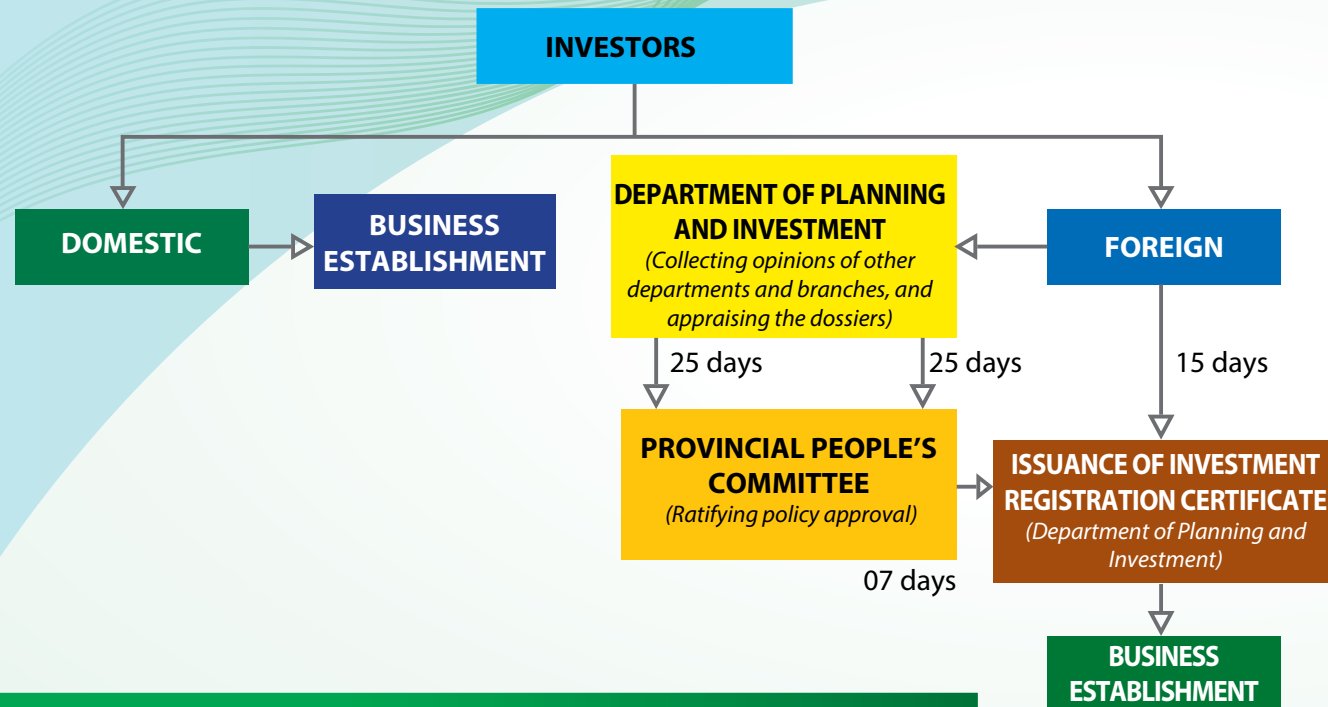 INVESTORS
DOMESTIC
BUSINESS
ESTABLISHMENT
DEPARTMENT OF PLANNING
AND INVESTMENT
(Collecting opinions of other
departments and branches, and
appraising the dossiers)
FOREIGN
25 days
25 days
15 days
PROVINCIAL PEOPLE’S
COMMITTEE
(Ratifying policy approval)
07 days
ISSUANCE OF INVESTMENT
REGISTRATION CERTIFICATE
(Department of Planning and
Investment)
BUSINESS
ESTABLISHMENT